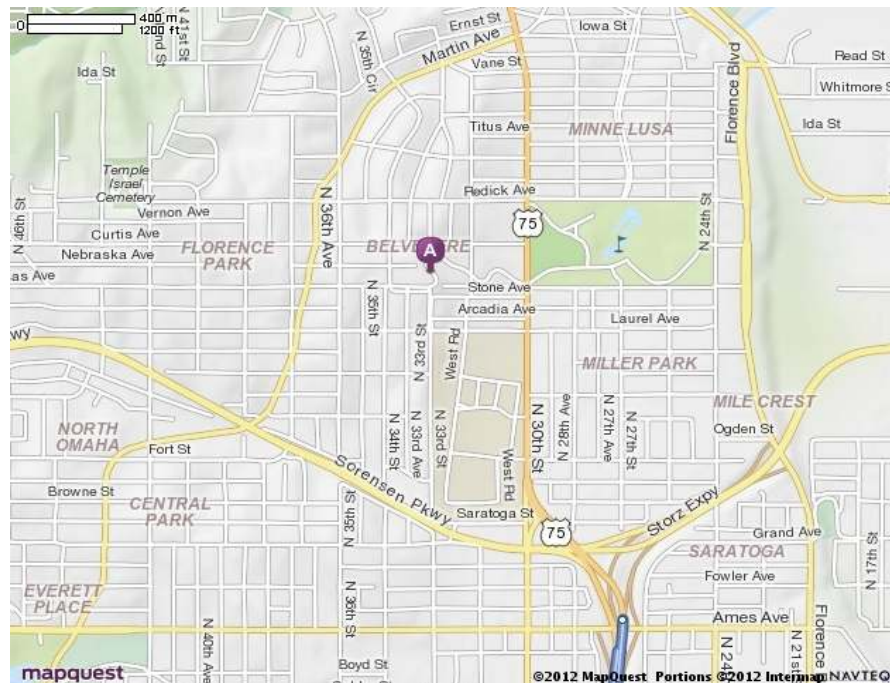 0
400 m
1200 ft
N 41st St
Ernst St
Iowa St
N 35th Cir
Martin Ave
Vane St
Florence Blvd
Read St
Whitmore S
Ida St
Ida St
Titus Ave
MINNE LUSA
Temple
Israel
Cemetery
N 36th Ave
Redick Ave
75
N 24th St
N 46th St
Vernon Ave
Curtis Ave
Nebraska Ave
FLORENCE
PARK
A
as Ave
N 35th St
Stone Ave
Arcadia Ave
Laurel Ave
N 33rd St
West Rd
wy
MILLER PARK
NORTH
OMAHA
MILE CREST
N 34th St
N 33rd Ave
N 33rd St
N 30th St
N 28th Ave
N 27th Ave
N 27th St
Ogden St
Fort St
Sorensen Pkwy
West Rd
Browne St
CENTRAL
PARK
N 35th St
Saratoga St
75
Storz Expy
Grand Ave
SARATOGA
N 17th St
Fowler Ave
EVERETT
PLACE
N 36th St
N 40th Ave
Ames Ave
Florence
N 21st
Boyd St
mapquest
©2012 MapQuest Portions ©2012 Intermap
NAVTEQ